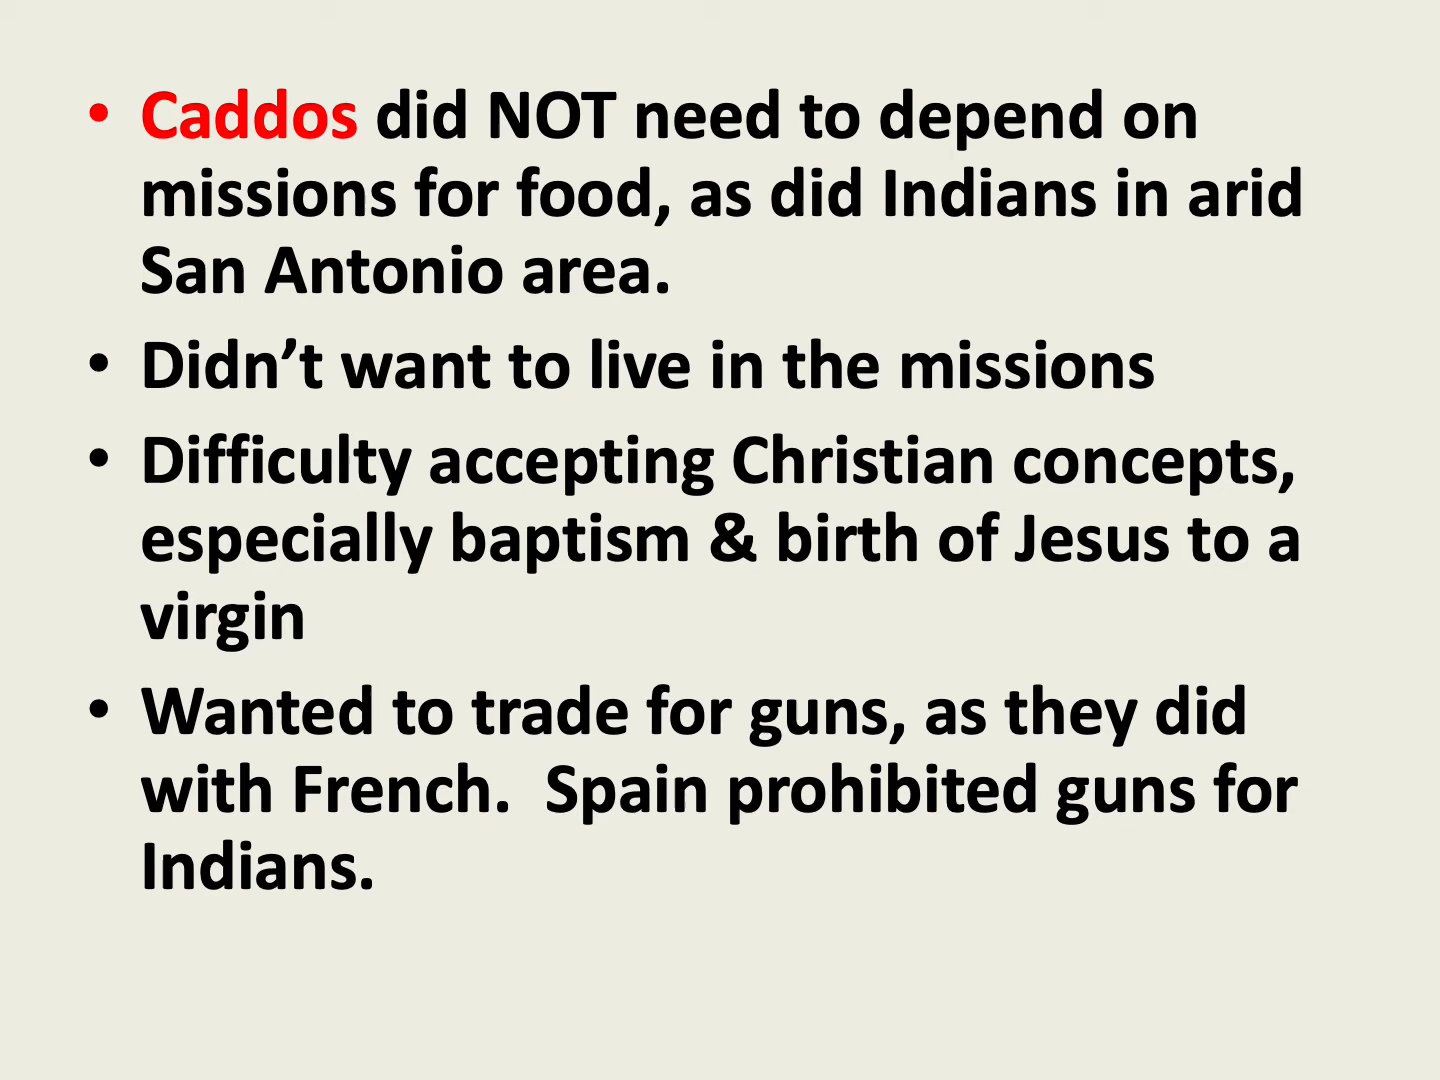 • Caddos did NOT need to depend on
missions for food, as did Indians in arid
San Antonio area.
• Didn’t want to live in the missions
• Difficulty accepting Christian concepts,
especially baptism & birth of Jesus to a
virgin
• Wanted to trade for guns, as they did
with French.  Spain prohibited guns for
Indians.